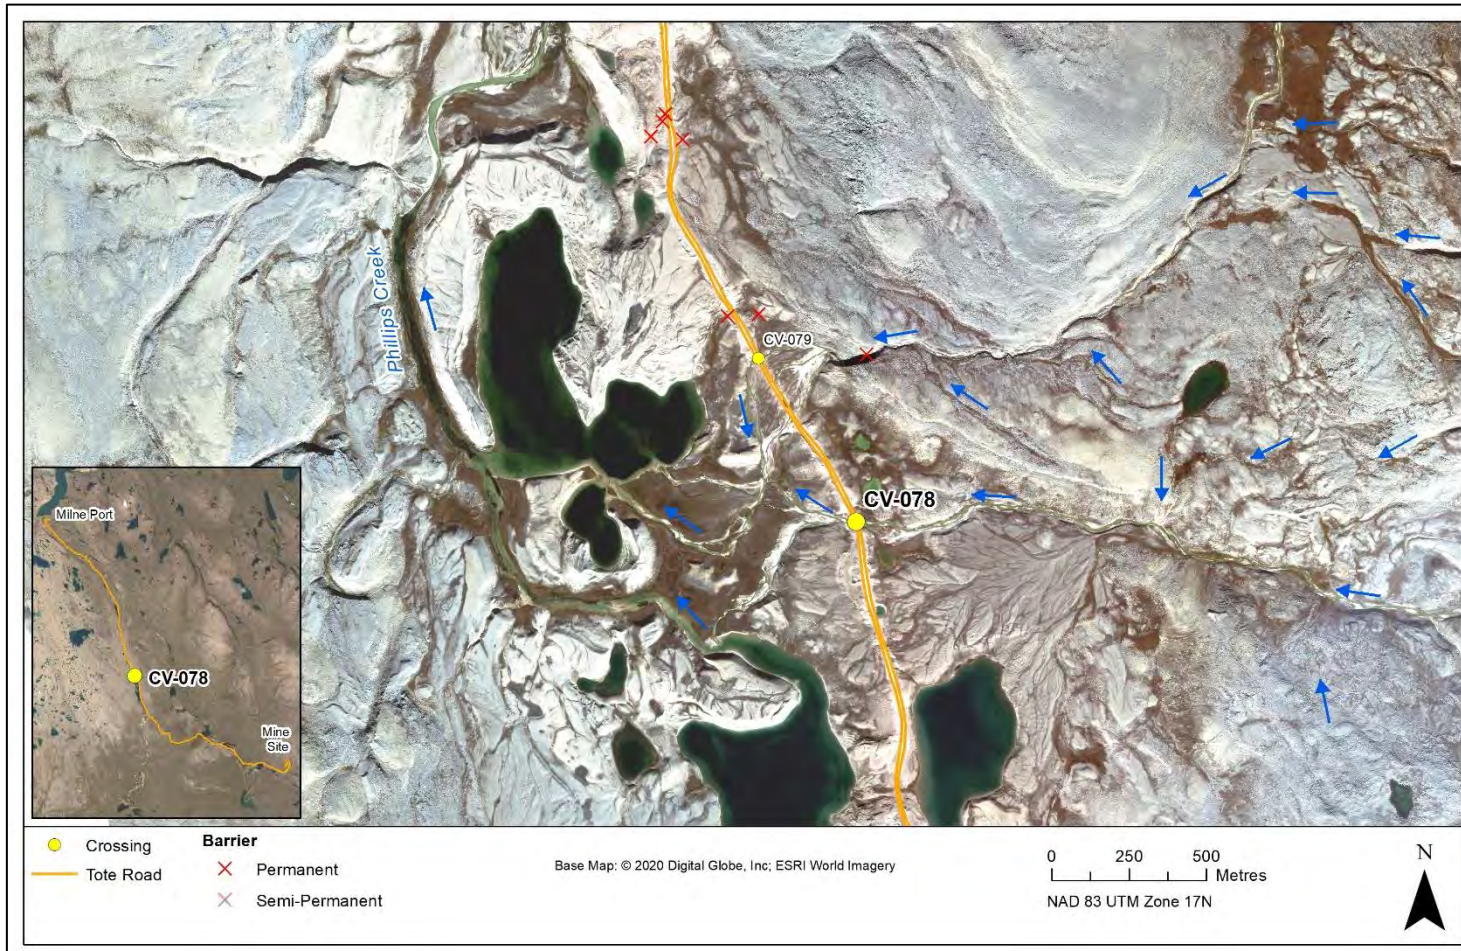 Phillips Creek
CV-079
CV-078
Milne Port
CV-078
Mine
Site
Crossing
Tote Road
Barrier
Permanent
Semi-Permanent
Base Map: © 2020 Digital Globe, Inc; ESRI World Imagery
0 250 500
Metres
NAD 83 UTM Zone 17N
N